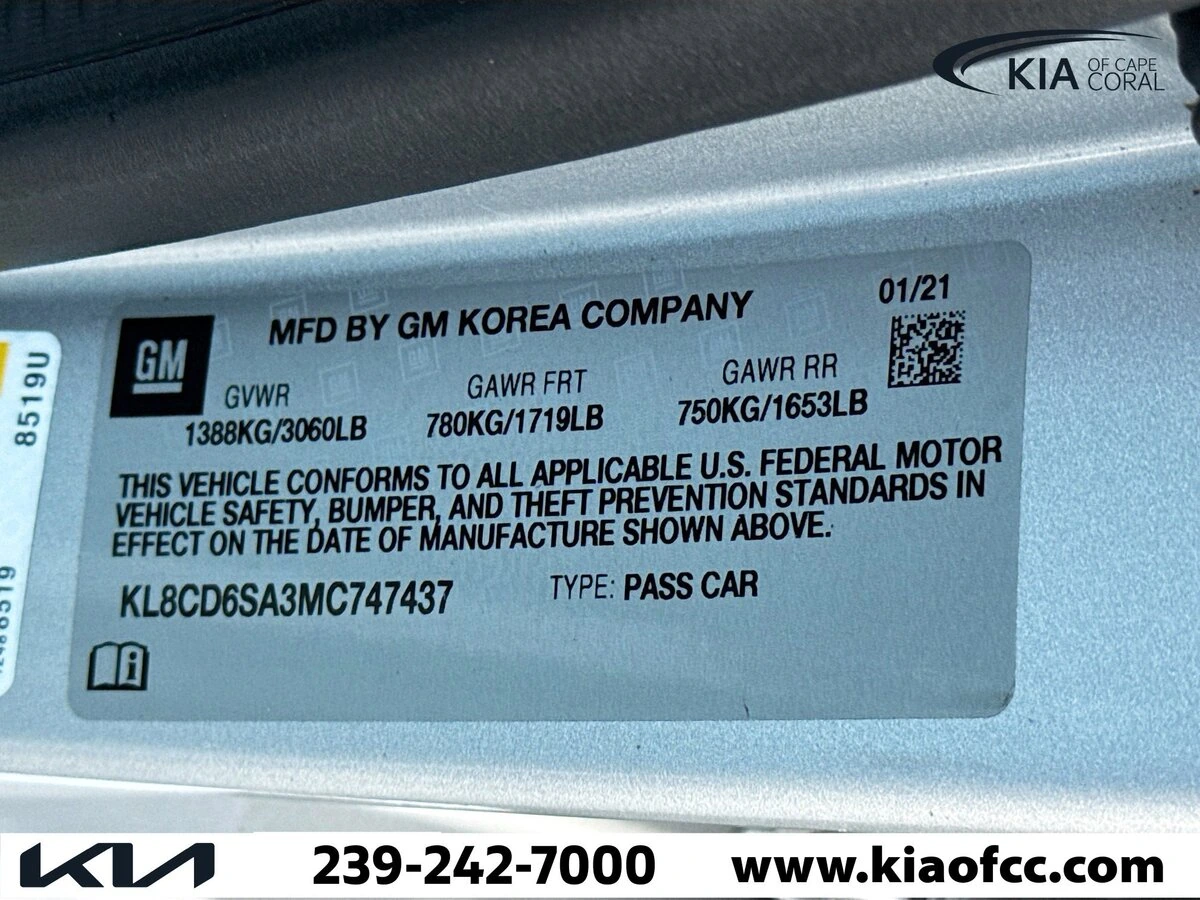 KIA OF CAPE CORAL
01/21
MFD BY GM KOREA COMPANY
GM
GVWR GAWR FRT GAWR RR
1388KG/3060LB 780KG/1719LB 750KG/1653LB
THIS VEHICLE CONFORMS TO ALL APPLICABLE U.S. FEDERAL MOTOR
VEHICLE SAFETY, BUMPER, AND THEFT PREVENTION STANDARDS IN
EFFECT ON THE DATE OF MANUFACTURE SHOWN ABOVE.
KL8CD6SA3MC747437 TYPE: PASS CAR
i
8519U
KIA 239-242-7000 www.kiaofcc.com